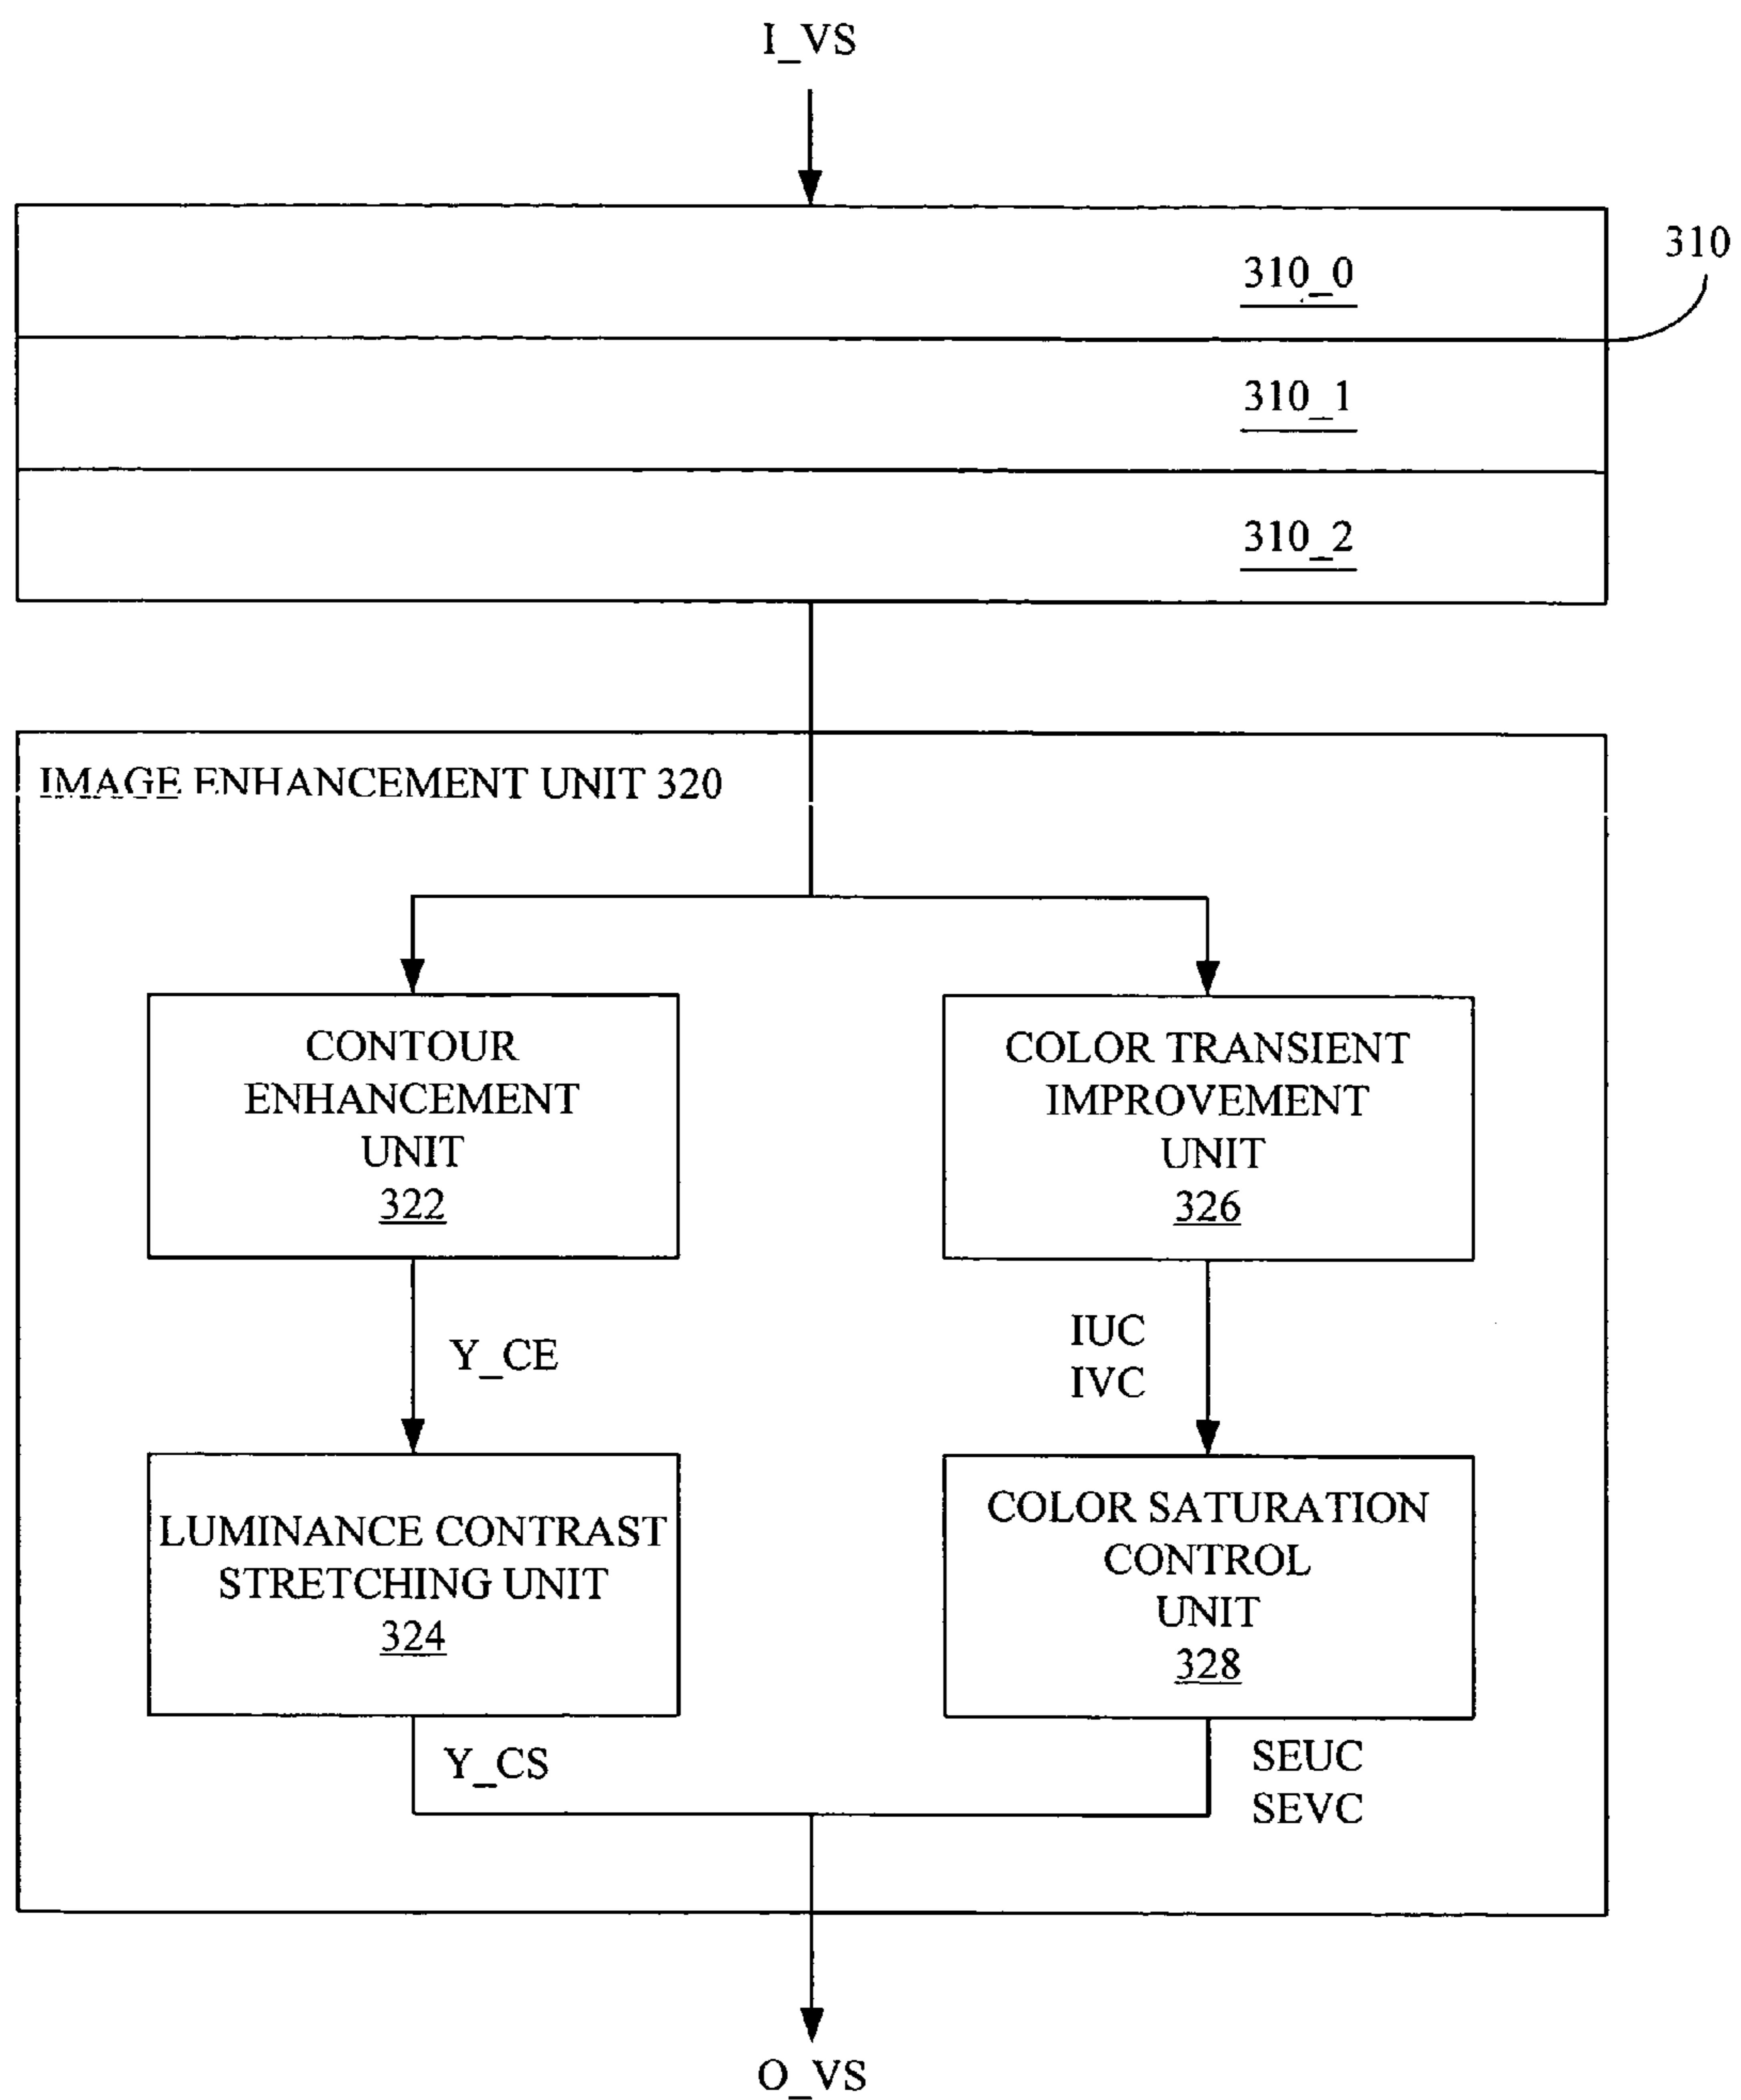 I_VS
310
310_0
310_1
310_2
IMAGE ENHANCEMENT UNIT 320
CONTOUR
ENHANCEMENT
UNIT
322
COLOR TRANSIENT
IMPROVEMENT
UNIT
326
Y_CE
IUC
IVC
LUMINANCE CONTRAST
STRETCHING UNIT
324
COLOR SATURATION
CONTROL
UNIT
328
Y_CS
SEUC
SEVC
O_VS